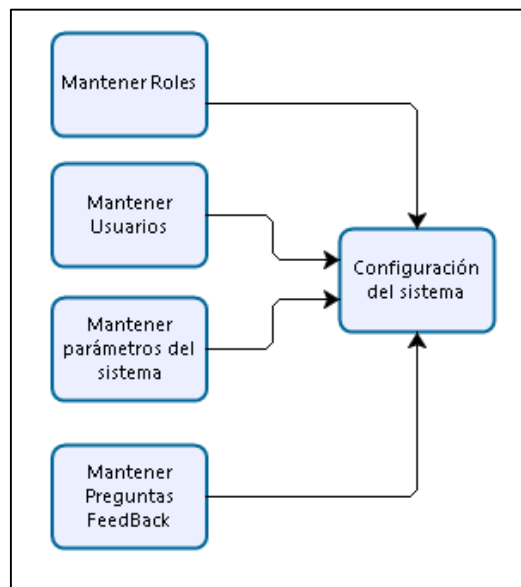 Mantener Roles
Mantener
Usuarios
Mantener
parámetros del
sistema
Mantener
Preguntas
FeedBack
Configuración
del sistema